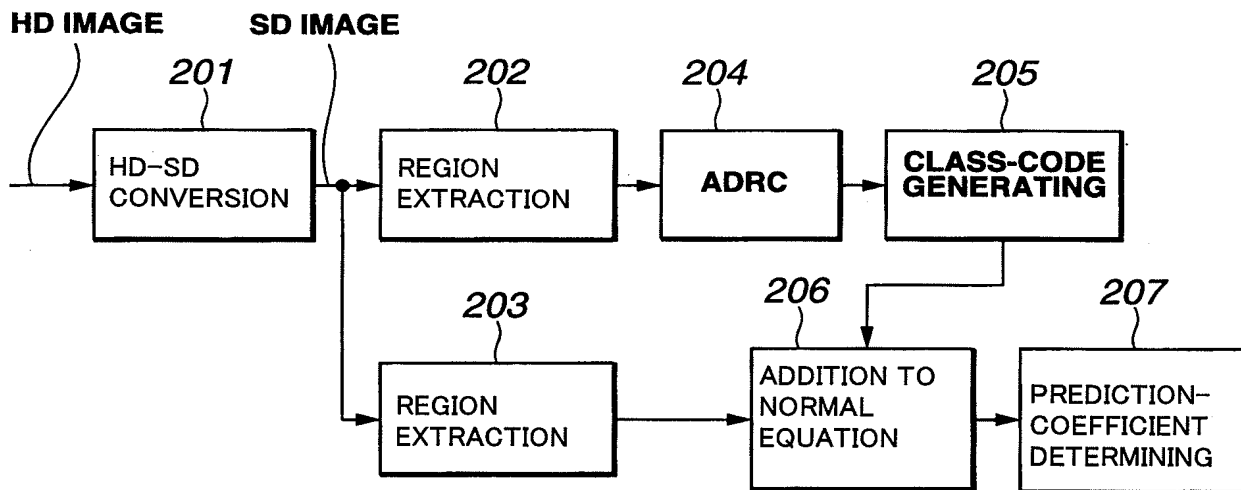 HD IMAGE
SD IMAGE
201
202
204
205
HD-SD
CONVERSION
REGION
EXTRACTION
ADRC
CLASS-CODE
GENERATING
203
206
207
REGION
EXTRACTION
ADDITION TO
NORMAL
EQUATION
PREDICTION-
COEFFICIENT
DETERMINING